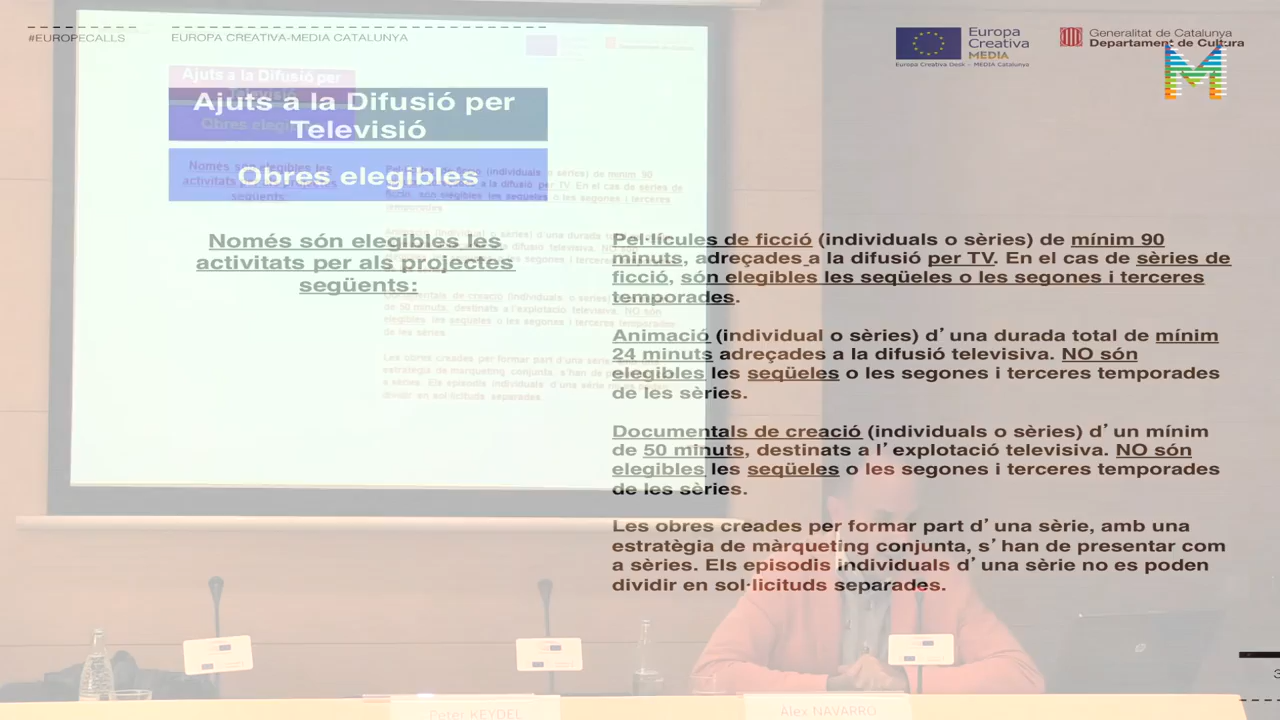 #EUROPECALLS
EUROPA CREATIVA-MEDIA CATALUNYA
Europa
Creativa
MEDIA
Europa Creativa Desk – MEDIA Catalunya
Generalitat de Catalunya
Departament de Cultura
M
Ajuts a la Difusió per
Televisió
Obres elegibles
Només són elegibles les
activitats per als projectes
següents:
Pel·lícules de ficció (individuals o sèries) de mínim 90
minuts, adreçades a la difusió per TV. En el cas de sèries de
ficció, són elegibles les seqüeles o les segones i terceres
temporades.
Animació (individual o sèries) d’una durada total de mínim
24 minuts adreçades a la difusió televisiva. NO són
elegibles les seqüeles o les segones i terceres temporades
de les sèries.
Documentals de creació (individuals o sèries) d’un mínim
de 50 minuts, destinats a l’explotació televisiva. NO són
elegibles les seqüeles o les segones i terceres temporades
de les sèries.
Les obres creades per formar part d’una sèrie, amb una
estratègia de màrqueting conjunta, s’han de presentar com
a sèries. Els episodis individuals d’una sèrie no es poden
dividir en sol·licituds separades.
Peter KEYDEL
Alex NAVARRO